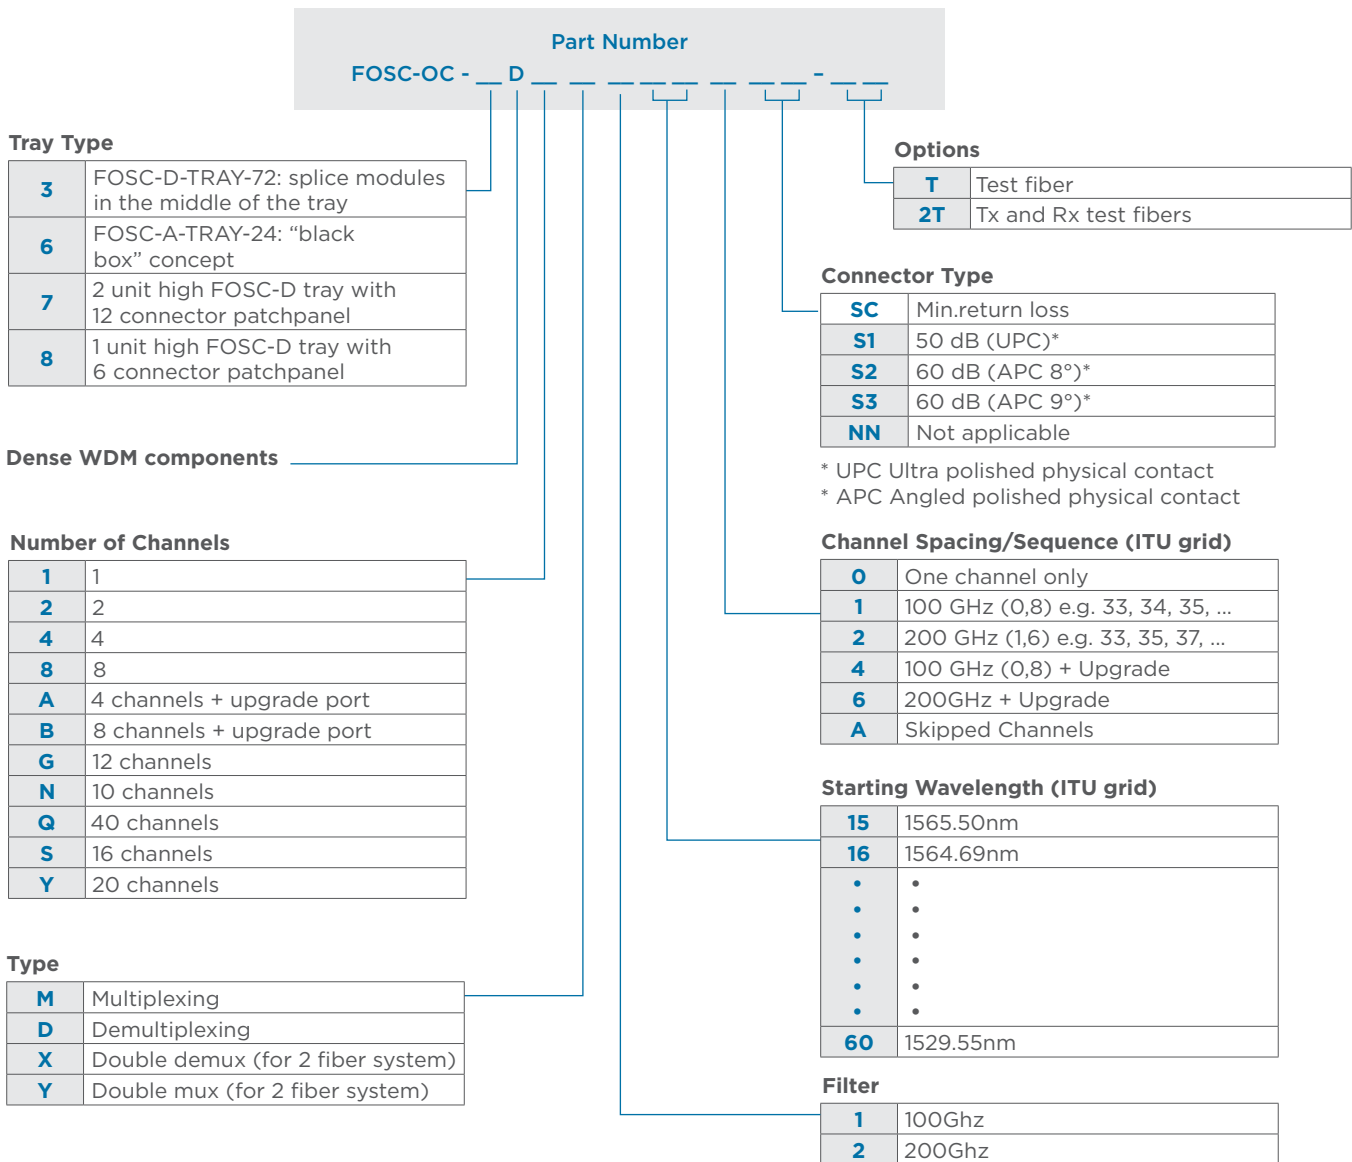 Part Number
FOSC-OC - __ D __ __ __ __ __ __ __ __ – __ __
Tray Type
3 FOSC-D-TRAY-72: splice modules
in the middle of the tray
6 FOSC-A-TRAY-24: “black
box” concept
7 2 unit high FOSC-D tray with
12 connector patchpanel
8 1 unit high FOSC-D tray with
6 connector patchpanel
Dense WDM components
Number of Channels
1 1
2 2
4 4
8 8
A 4 channels + upgrade port
B 8 channels + upgrade port
G 12 channels
N 10 channels
Q 40 channels
S 16 channels
Y 20 channels
Type
M Multiplexing
D Demultiplexing
X Double demux (for 2 fiber system)
Y Double mux (for 2 fiber system)
Options
T Test fiber
2T Tx and Rx test fibers
Connector Type
SC Min.return loss
S1 50 dB (UPC)*
S2 60 dB (APC 8°)*
S3 60 dB (APC 9°)*
NN Not applicable
* UPC Ultra polished physical contact
* APC Angled polished physical contact
Channel Spacing/Sequence (ITU grid)
0 One channel only
1 100 GHz (0,8) e.g. 33, 34, 35, ...
2 200 GHz (1,6) e.g. 33, 35, 37, ...
4 100 GHz (0,8) + Upgrade
6 200GHz + Upgrade
A Skipped Channels
Starting Wavelength (ITU grid)
15 1565.50nm
16 1564.69nm
• •
• •
• •
• •
• •
• •
60 1529.55nm
Filter
1 100Ghz
2 200Ghz